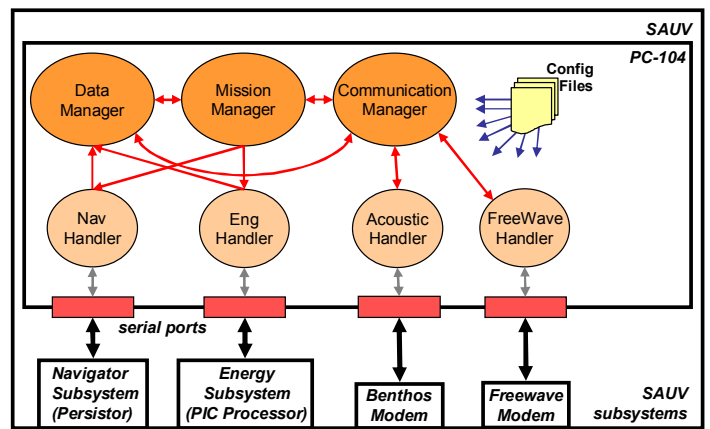 SAUV
PC-104
Data
Manager
Mission
Manager
Communication
Manager
Config
Files
Nav
Handler
Eng
Handler
Acoustic
Handler
FreeWave
Handler
serial ports
Navigator
Subsystem
(Persistor)
Energy
Subsystem
(PIC Processor)
Benthos
Modem
Freewave
Modem
SAUV
subsystems